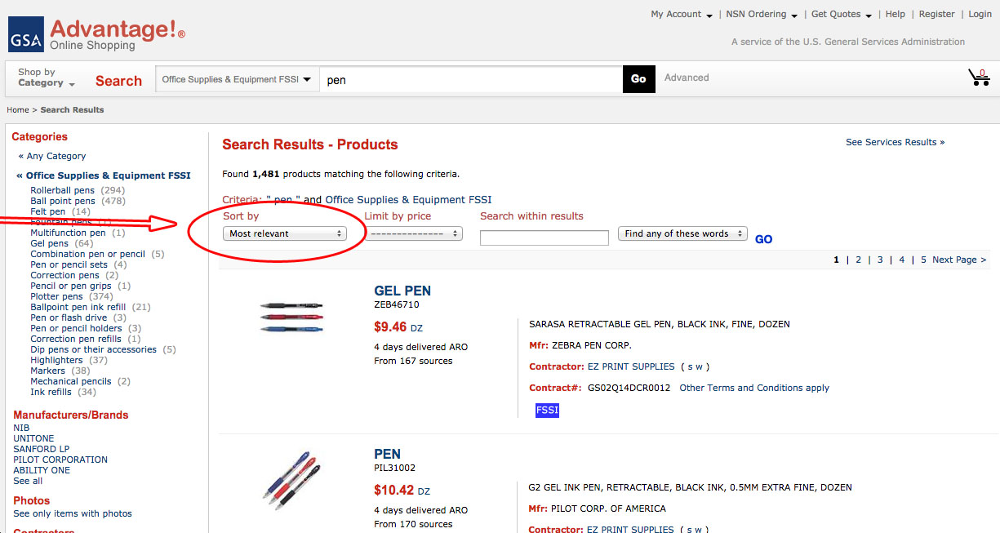 My Account | NSN Ordering | Get Quotes | Help | Register | Login
GSA Advantage!®
Online Shopping
A service of the U.S. General Services Administration
Shop by
Category
Search
Office Supplies & Equipment FSSI
pen
Go
Advanced
0
Home > Search Results
Categories
« Any Category
« Office Supplies & Equipment FSSI
Rollerball pens (294)
Ball point pens (478)
Felt pen (14)
Fountain pens (1)
Multifunction pen (1)
Gel pens (64)
Combination pen or pencil (5)
Pen or pencil sets (4)
Correction pens (2)
Pencil or pen grips (1)
Plotter pens (374)
Ballpoint pen ink refill (21)
Pen or flash drive (3)
Pen or pencil holders (3)
Correction pen refills (1)
Dip pens or their accessories (5)
Highlighters (37)
Markers (38)
Mechanical pencils (2)
Ink refills (34)
Manufacturers/Brands
NIB
UNITONE
SANFORD LP
PILOT CORPORATION
ABILITY ONE
See all
Photos
See only items with photos
Contractors
Search Results - Products
See Services Results »
Found 1,481 products matching the following criteria.
Criteria: " pen " and Office Supplies & Equipment FSSI
Sort by
Most relevant
Limit by price
--------------
Search within results
Find any of these words
GO
1 | 2 | 3 | 4 | 5 Next Page >
GEL PEN
ZEB46710
$9.46 DZ
4 days delivered ARO
From 167 sources
SARASA RETRACTABLE GEL PEN, BLACK INK, FINE, DOZEN
Mfr: ZEBRA PEN CORP.
Contractor: EZ PRINT SUPPLIES ( s w )
Contract#: GS02Q14DCR0012 Other Terms and Conditions apply
FSSI
PEN
PIL31002
$10.42 DZ
4 days delivered ARO
From 170 sources
G2 GEL INK PEN, RETRACTABLE, BLACK INK, 0.5MM EXTRA FINE, DOZEN
Mfr: PILOT CORP. OF AMERICA
Contractor: EZ PRINT SUPPLIES ( s w )